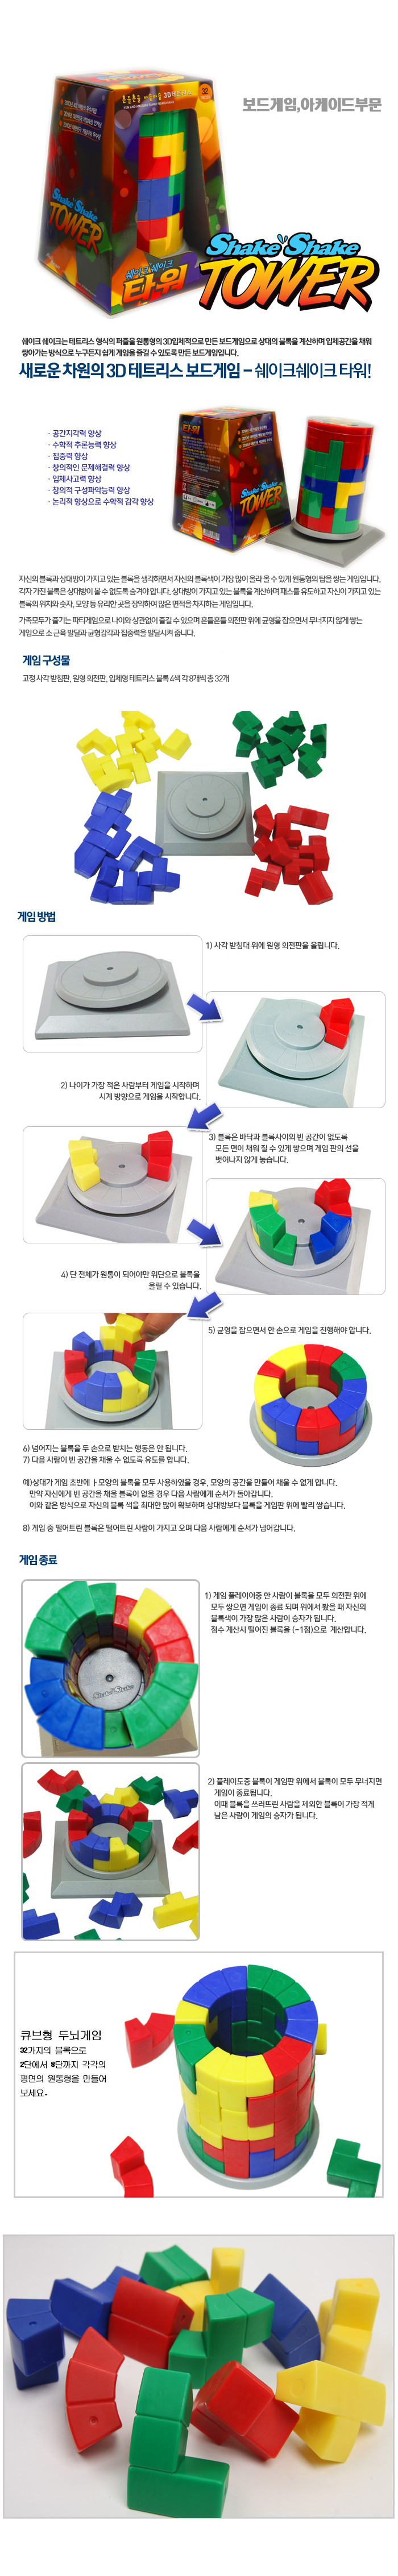 보드게임,아케이드부문
흔들흔들 아슬아슬 3D테트리스
32
Shake Shake
TOWER
쉐이크 쉐이크
타워
Shake Shake
TOWER
쉐이크 쉐이크는 테트리스 형식의 퍼즐을 원통형의 3D입체적으로 만든 보드게임으로 상대의 블록을 계산하며 입체공간을 채워
쌓아가는 방식으로 누구든지 쉽게 게임을 즐길 수 있도록 만든 보드게임입니다.
새로운 차원의 3D 테트리스 보드게임 – 쉐이크쉐이크 타워!
· 공간지각력 향상
· 수학적 추론능력 향상
· 집중력 향상
· 창의적인 문제해결력 향상
· 입체사고력 향상
· 창의적 구성파악능력 향상
· 논리적 향상으로 수학적 감각 향상
타워
Shake Shake
TOWER
자신의 블록과 상대방이 가지고 있는 블록을 생각하면서 자신의 블록색이 가장 많이 올라 올 수 있게 원통형의 탑을 쌓는 게임입니다.
각자 가진 블록은 상대방이 볼 수 없도록 숨겨야 합니다. 상대방이 가지고 있는 블록을 계산하며 패스를 유도하고 자신이 가지고 있는
블록의 위치와 숫자, 모양 등 유리한 곳을 장악하여 많은 면적을 차지하는 게임입니다.
가족모두가 즐기는 파티게임으로 나이와 상관없이 즐길 수 있으며 흔들흔들 회전판 위에 균형을 잡으면서 무너지지 않게 쌓는
게임으로 소 근육 발달과 균형감각과 집중력을 발달시켜 줍니다.
게임 구성물
고정 사각 받침판, 원형 회전판, 입체형 테트리스 블록 4색 각 8개씩 총 32개
게임 방법
1) 사각 받침대 위에 원형 회전판을 올립니다.
2) 나이가 가장 적은 사람부터 게임을 시작하며
시계 방향으로 게임을 시작합니다.
3) 블록은 바닥과 블록사이의 빈 공간이 없도록
모든 면이 채워 질 수 있게 쌓으며 게임 판의 선을
벗어나지 않게 놓습니다.
4) 단 전체가 원통이 되어야만 위단으로 블록을
올릴 수 있습니다.
5) 균형을 잡으면서 한 손으로 게임을 진행해야 합니다.
6) 넘어지는 블록을 두 손으로 받치는 행동은 안 됩니다.
7) 다음 사람이 빈 공간을 채울 수 없도록 유도를 합니다.
예)상대가 게임 초반에 ㅏ모양의 블록을 모두 사용하였을 경우, 모양의 공간을 만들어 채울 수 없게 합니다.
만약 자신에게 빈 공간을 채울 블록이 없을 경우 다음 사람에게 순서가 돌아갑니다.
이와 같은 방식으로 자신의 블록 색을 최대한 많이 확보하며 상대방보다 블록을 게임판 위에 빨리 쌓습니다.
8) 게임 중 떨어트린 블록은 떨어트린 사람이 가지고 오며 다음 사람에게 순서가 넘어갑니다.
게임 종료
1) 게임 플레이어중 한 사람이 블록을 모두 회전판 위에
모두 쌓으면 게임이 종료 되며 위에서 봤을 때 자신의
블록색이 가장 많은 사람이 승자가 됩니다.
점수 계산시 떨어진 블록을 (-1점)으로 계산합니다.
Shake Shake
2) 플레이도중 블록이 게임판 위에서 블록이 모두 무너지면
게임이 종료됩니다.
이때 블록을 쓰러뜨린 사람을 제외한 블록이 가장 적게
남은 사람이 게임의 승자가 됩니다.
큐브형 두뇌게임
32가지의 블록으로
2단에서 8단까지 각각의
평면의 원통형을 만들어
보세요.